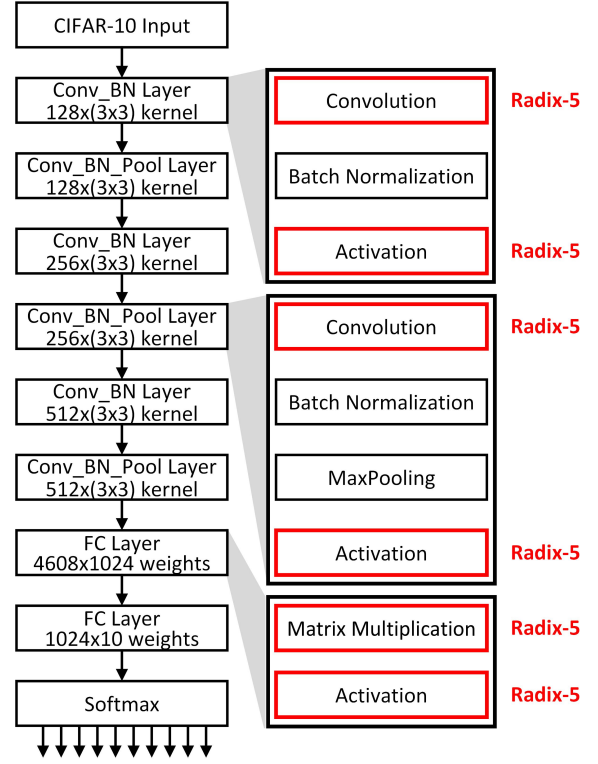 CIFAR-10 Input
Conv_BN Layer
128x(3x3) kernel
Conv_BN_Pool Layer
128x(3x3) kernel
Conv_BN Layer
256x(3x3) kernel
Conv_BN_Pool Layer
256x(3x3) kernel
Conv_BN Layer
512x(3x3) kernel
Conv_BN_Pool Layer
512x(3x3) kernel
FC Layer
4608x1024 weights
FC Layer
1024x10 weights
Softmax
Convolution Radix-5
Batch Normalization
Activation Radix-5
Convolution Radix-5
Batch Normalization
MaxPooling
Activation Radix-5
Matrix Multiplication Radix-5
Activation Radix-5